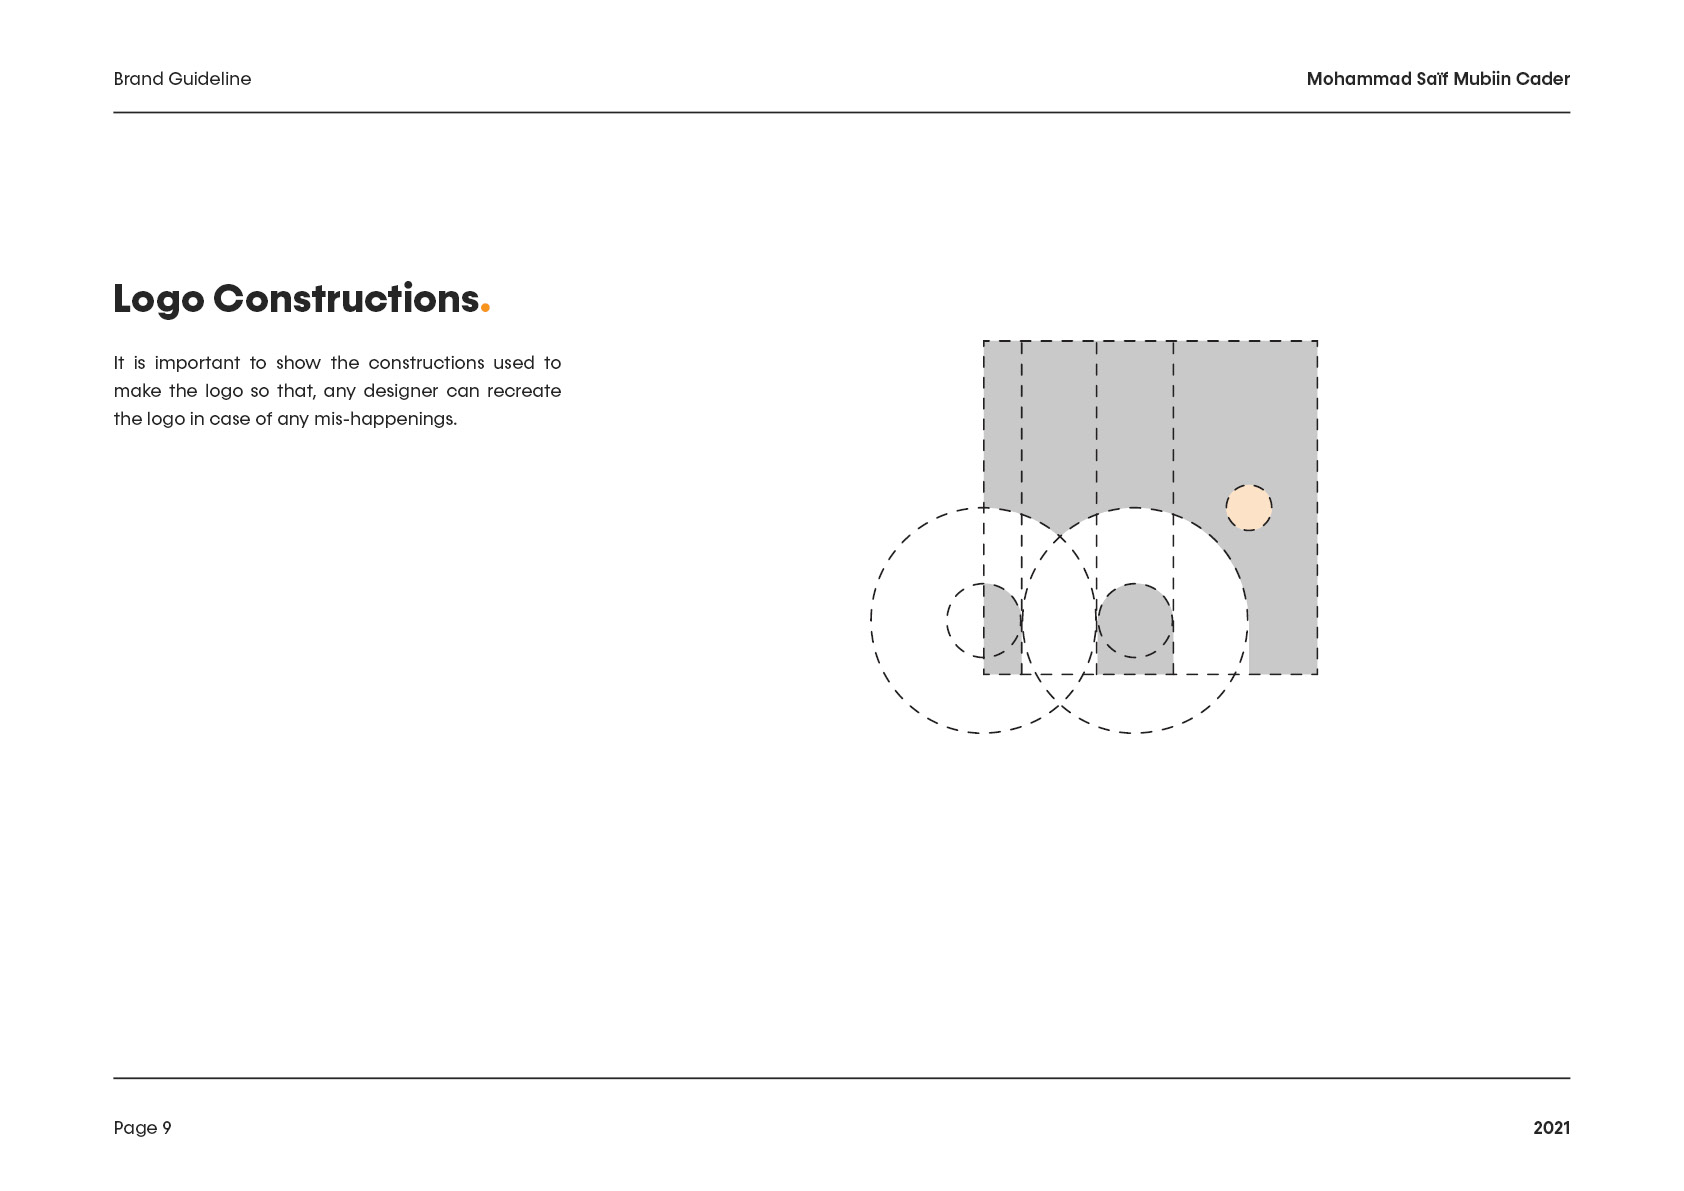 Brand Guideline
Mohammad Saïf Mubiin Cader
Logo Constructions.
It is important to show the constructions used to
make the logo so that, any designer can recreate
the logo in case of any mis-happenings.
Page 9
2021